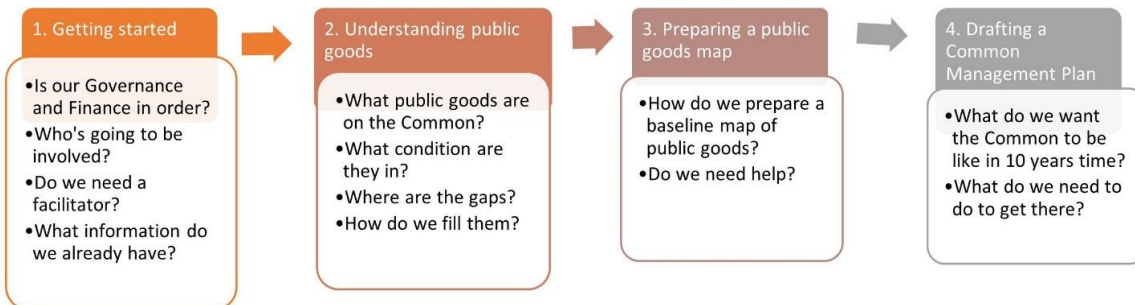 1. Getting started
•Is our Governance
and Finance in order?
•Who's going to be
involved?
•Do we need a
facilitator?
•What information do
we already have?
2. Understanding public
goods
•What public goods are
on the Common?
•What condition are
they in?
•Where are the gaps?
•How do we fill them?
3. Preparing a public
goods map
•How do we prepare a
baseline map of
public goods?
•Do we need help?
4. Drafting a
Common
Management Plan
•What do we want
the Common to be
like in 10 years time?
•What do we need to
do to get there?